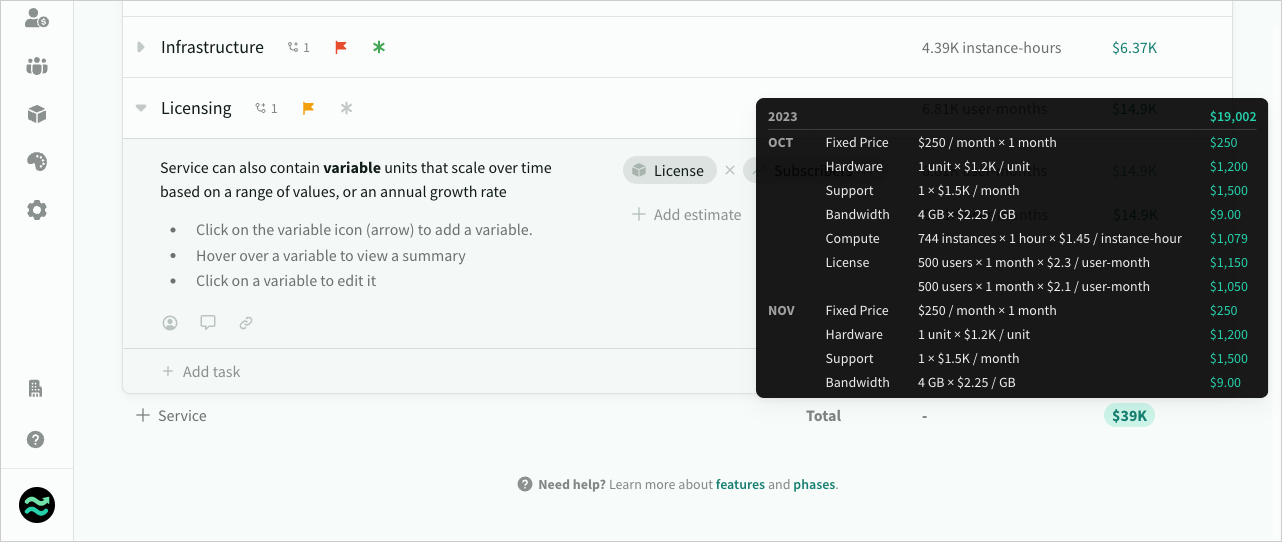 Infrastructure 1 4.39K instance-hours $6.37K
Licensing 1 6.81K user-months $14.9K
2023 $19,002
OCT Fixed Price $250 / month × 1 month $250
Hardware 1 unit × $1.2K / unit $1,200
Support 1 × $1.5K / month $1,500
Bandwidth 4 GB × $2.25 / GB $9.00
Compute 744 instances × 1 hour × $1.45 / instance-hour $1,079
License 500 users × 1 month × $2.3 / user-month $1,150
500 users × 1 month × $2.1 / user-month $1,050
NOV Fixed Price $250 / month × 1 month $250
Hardware 1 unit × $1.2K / unit $1,200
Support 1 × $1.5K / month $1,500
Bandwidth 4 GB × $2.25 / GB $9.00
Service can also contain variable units that scale over time
based on a range of values, or an annual growth rate
• Click on the variable icon (arrow) to add a variable.
• Hover over a variable to view a summary
• Click on a variable to edit it
License × Subscribers $14.9K
+ Add estimate $14.9K
+ Add task
+ Service Total - $39K
Need help? Learn more about features and phases.